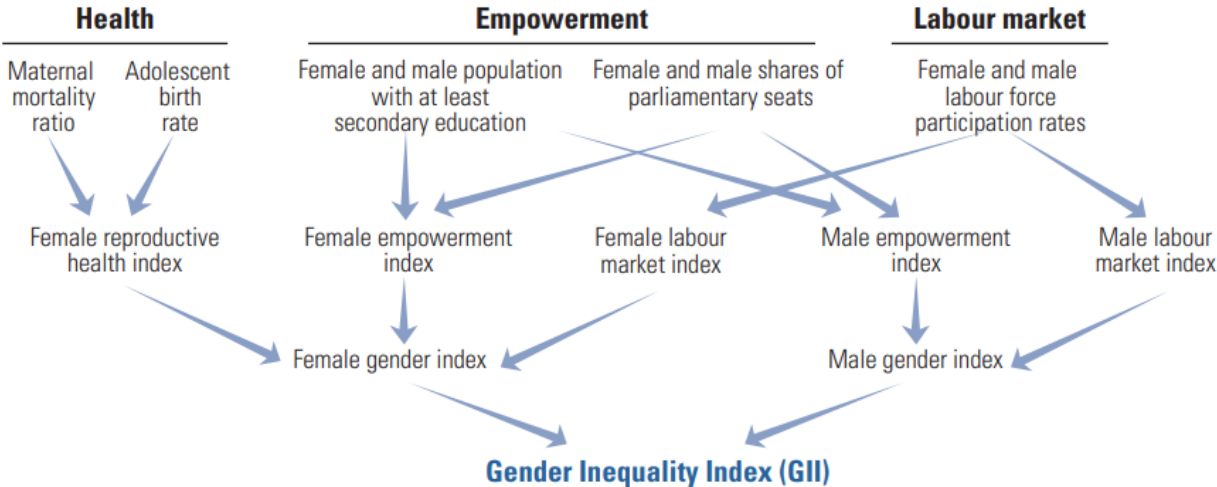 Health
Empowerment
Labour market
Maternal
mortality
ratio
Adolescent
birth
rate
Female and male population
with at least
secondary education
Female and male shares of
parliamentary seats
Female and male
labour force
participation rates
Female reproductive
health index
Female empowerment
index
Female labour
market index
Male empowerment
index
Male labour
market index
Female gender index
Male gender index
Gender Inequality Index (GII)